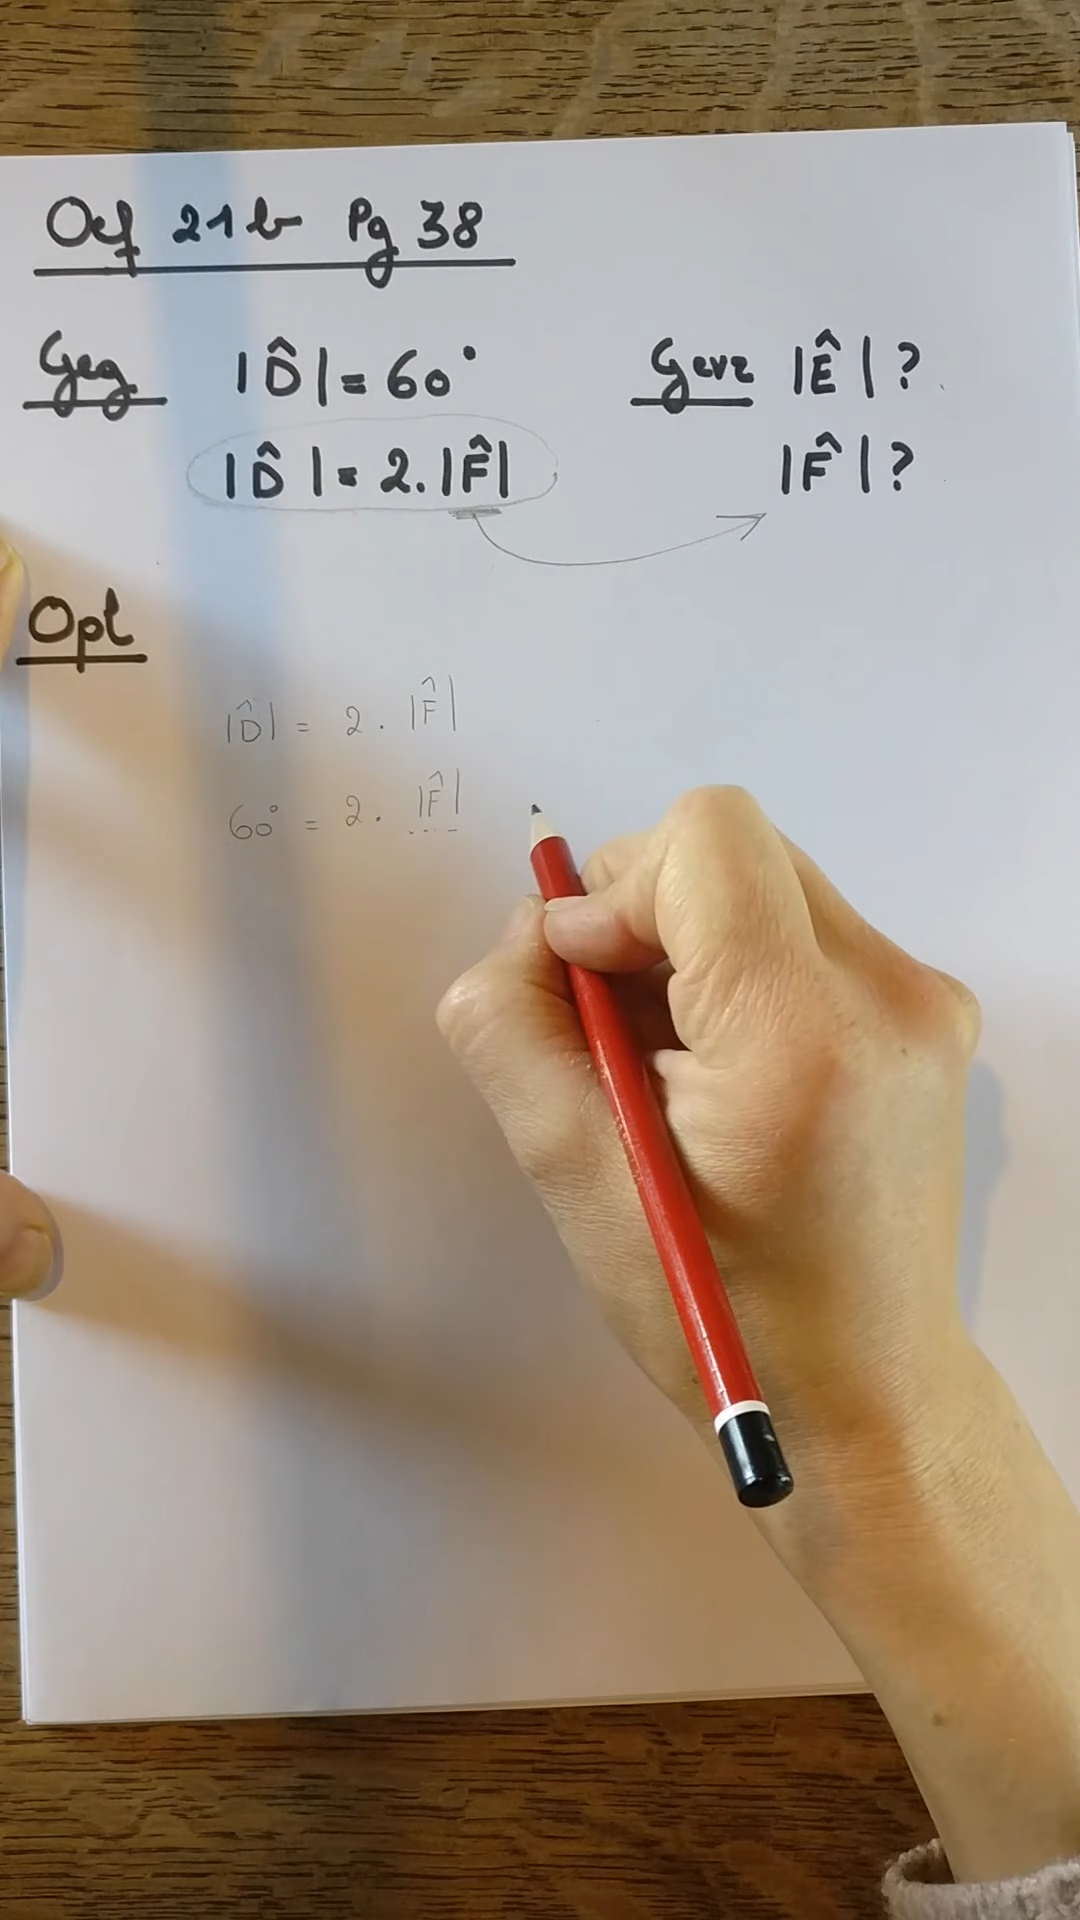 Oef 21b Pg 38
Geg |D̂| = 60° Gevr |Ê| ?
|D̂| = 2. |F̂| |F̂| ?
Opl
|D̂| = 2 . |F̂|
60° = 2 . |F̂|